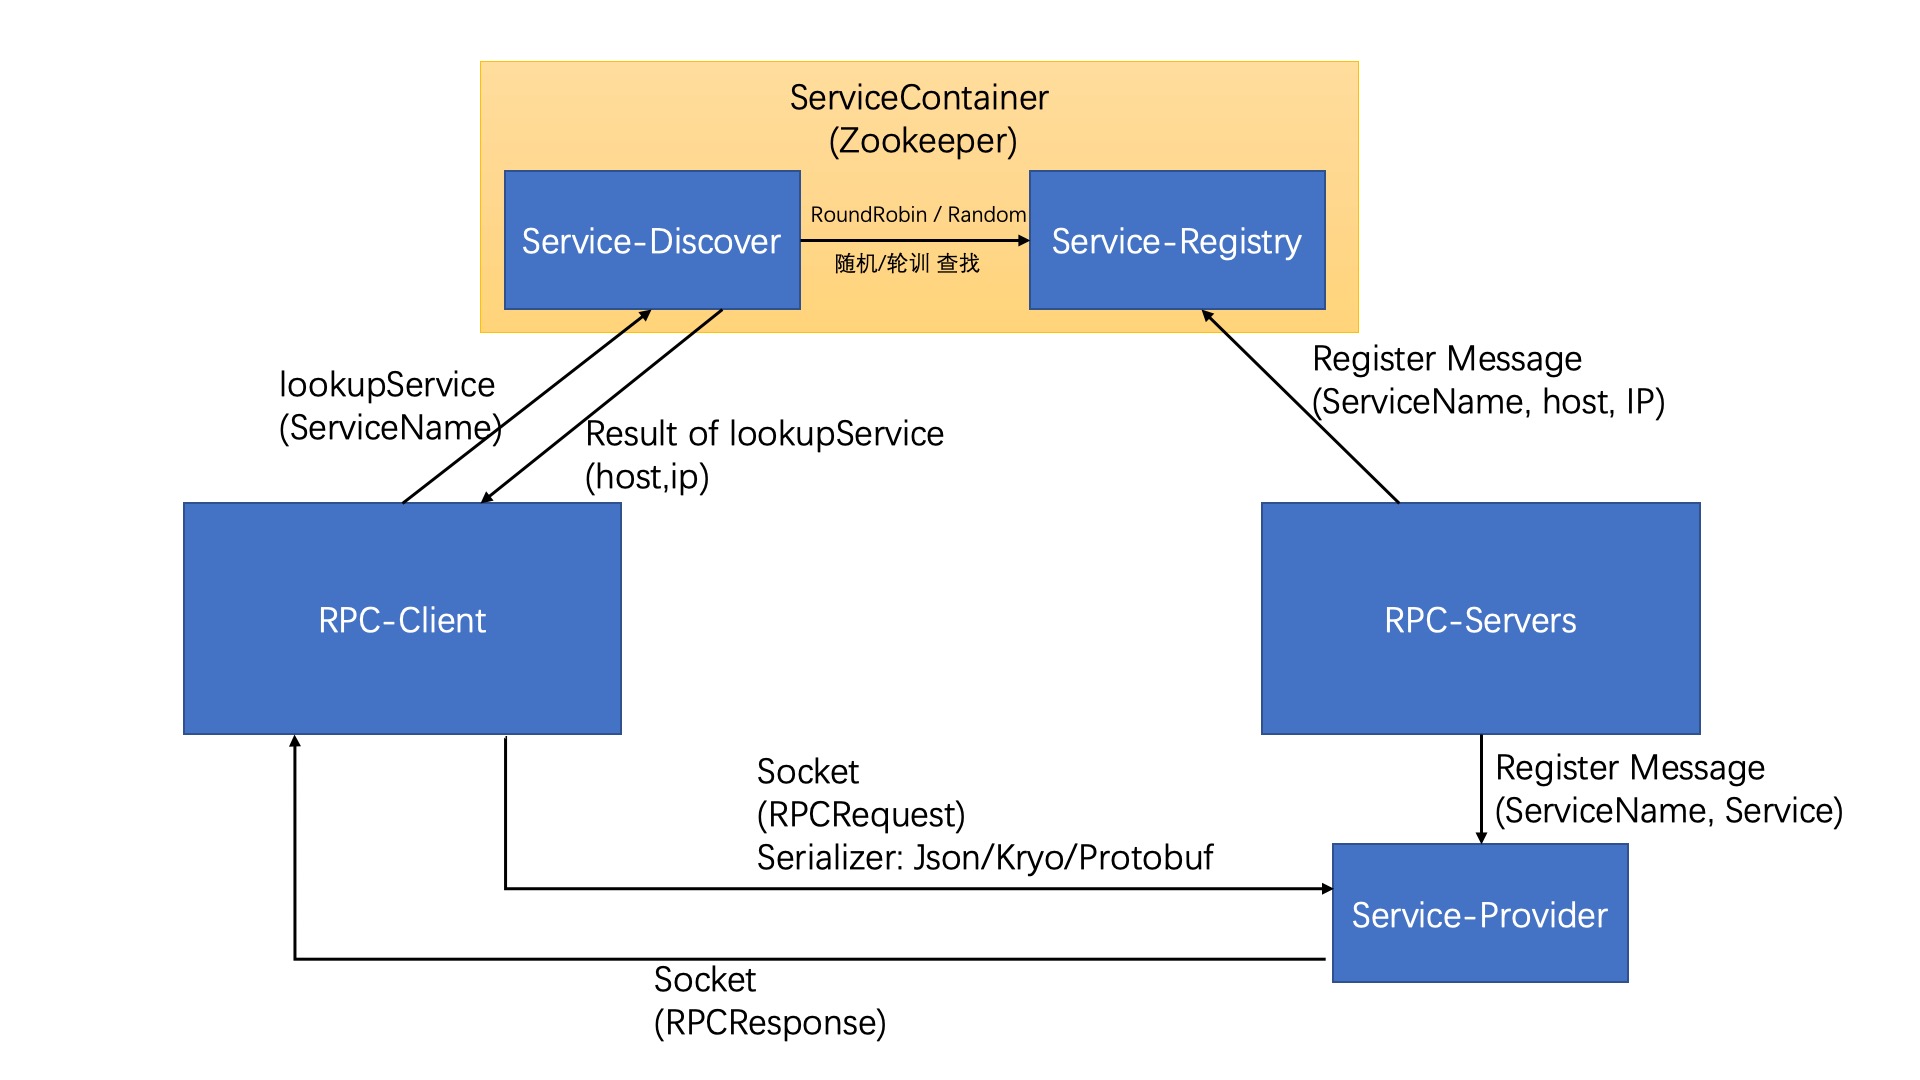 ServiceContainer
(Zookeeper)
Service-Discover
RoundRobin / Random
随机/轮训 查找
Service-Registry
lookupService
(ServiceName)
Result of lookupService
(host,ip)
Register Message
(ServiceName, host, IP)
RPC-Client
RPC-Servers
Socket
(RPCRequest)
Serializer: Json/Kryo/Protobuf
Register Message
(ServiceName, Service)
Service-Provider
Socket
(RPCResponse)